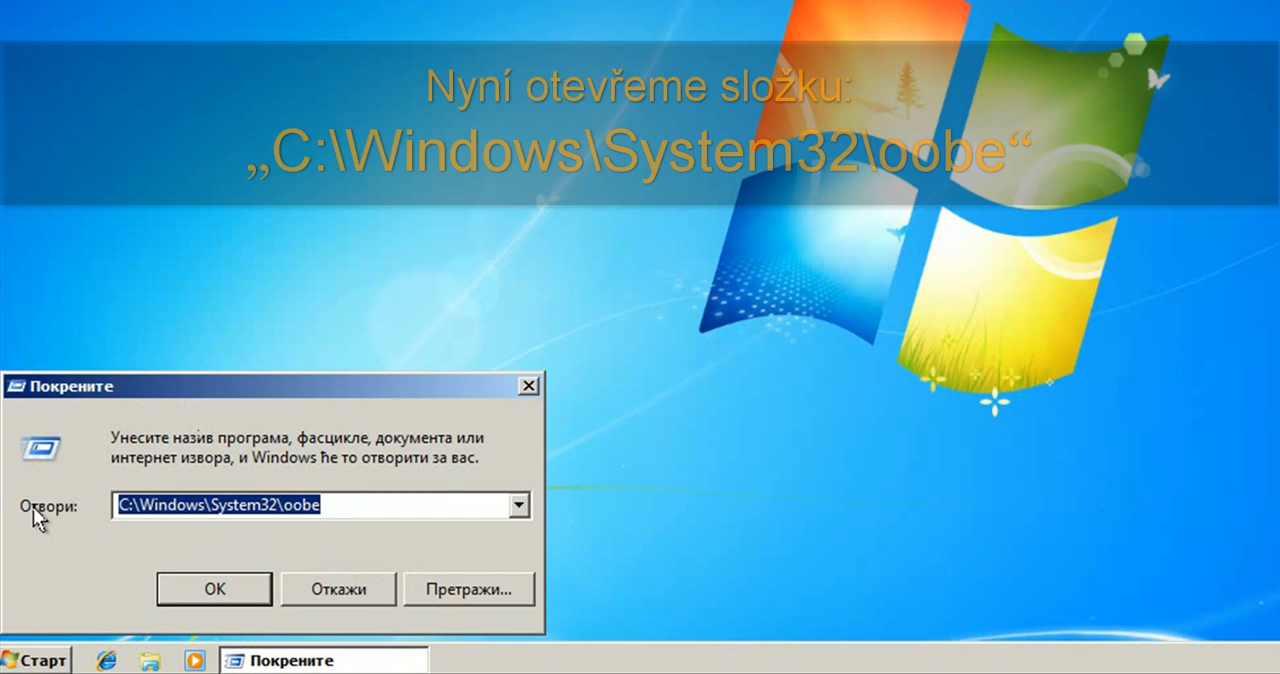 Nyní otevřeme složku:
„C:\Windows\System32\oobe“
Покрените
Унесите назив програма, фасцикле, документа или
интернет извора, и Windows ће то отворити за вас.
Отвори:
C:\Windows\System32\oobe
OK
Откажи
Претражи...
Старт
Покрените